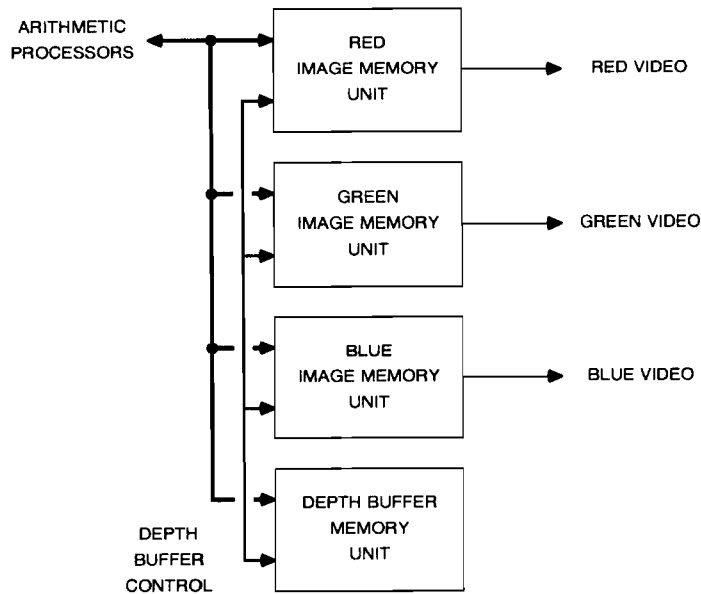 ARITHMETIC
PROCESSORS
RED
IMAGE MEMORY
UNIT
RED VIDEO
GREEN
IMAGE MEMORY
UNIT
GREEN VIDEO
BLUE
IMAGE MEMORY
UNIT
BLUE VIDEO
DEPTH BUFFER
MEMORY
UNIT
DEPTH
BUFFER
CONTROL